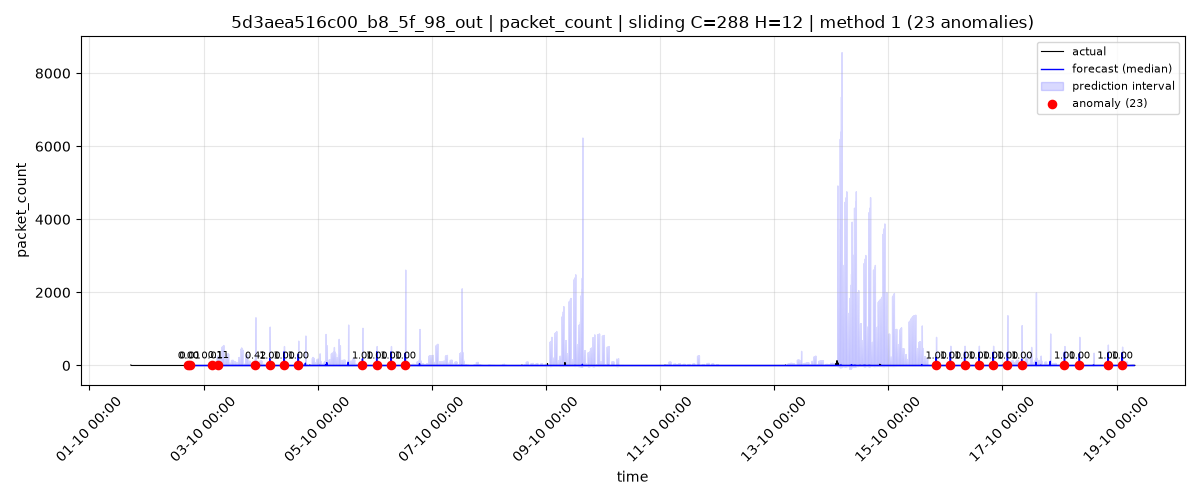 5d3aea516c00_b8_5f_98_out | packet_count | sliding C=288 H=12 | method 1 (23 anomalies)
actual
forecast (median)
prediction interval
anomaly (23)
packet_count
8000
6000
4000
2000
0
01-10 00:00
03-10 00:00
05-10 00:00
07-10 00:00
09-10 00:00
11-10 00:00
13-10 00:00
15-10 00:00
17-10 00:00
19-10 00:00
time